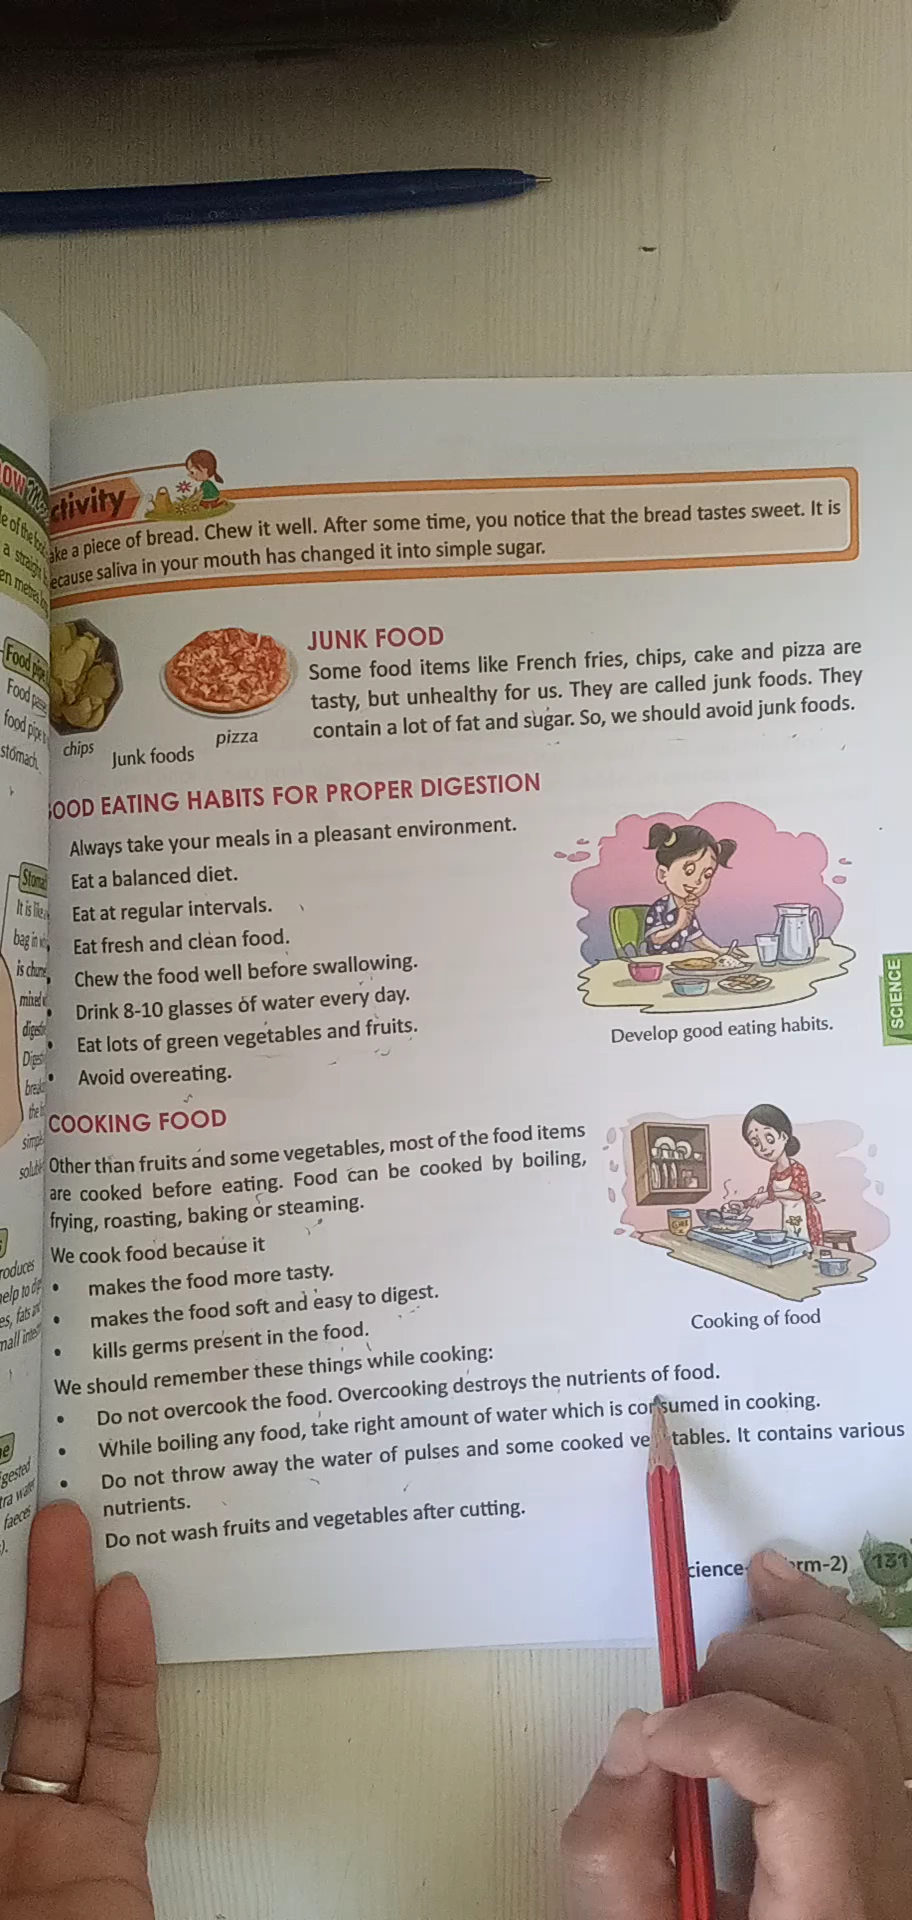 ake a piece of bread. Chew it well. After some time, you notice that the bread tastes sweet. It is
ecause saliva in your mouth has changed it into simple sugar.
JUNK FOOD
Some food items like French fries, chips, cake and pizza are
tasty, but unhealthy for us. They are called junk foods. They
contain a lot of fat and sugar. So, we should avoid junk foods.
chips
Junk foods
pizza
OOD EATING HABITS FOR PROPER DIGESTION
Always take your meals in a pleasant environment.
Eat a balanced diet.
Eat at regular intervals.
Eat fresh and clean food.
• Chew the food well before swallowing.
• Drink 8-10 glasses of water every day.
• Eat lots of green vegetables and fruits.
• Avoid overeating.
Develop good eating habits.
SCIENCE
COOKING FOOD
Other than fruits and some vegetables, most of the food items
are cooked before eating. Food can be cooked by boiling,
frying, roasting, baking or steaming.
We cook food because it
• makes the food more tasty.
• makes the food soft and easy to digest.
• kills germs present in the food.
Cooking of food
We should remember these things while cooking:
• Do not overcook the food. Overcooking destroys the nutrients of food.
• While boiling any food, take right amount of water which is consumed in cooking.
• Do not throw away the water of pulses and some cooked ve tables. It contains various
nutrients.
Do not wash fruits and vegetables after cutting.
cience- rm-2) 131